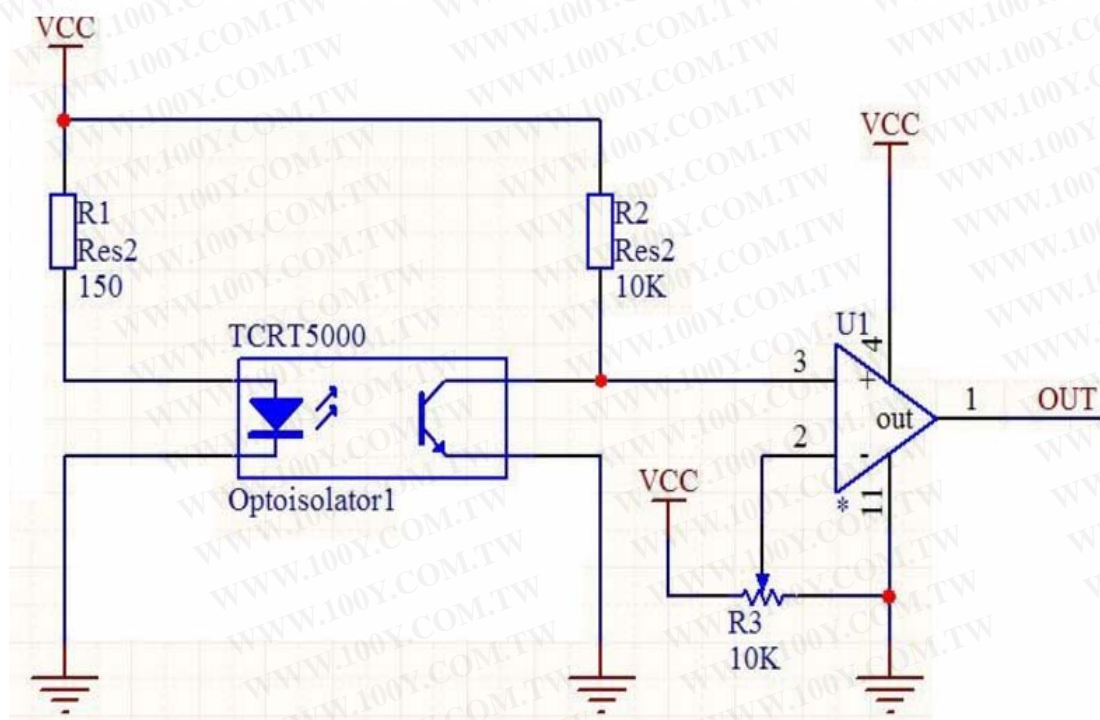 VCC
R1
Res2
150
R2
Res2
10K
VCC
TCRT5000
Optoisolator1
U1
4
3
+
out
1
OUT
2
-
*
11
VCC
R3
10K
WWW.100Y.COM.TW